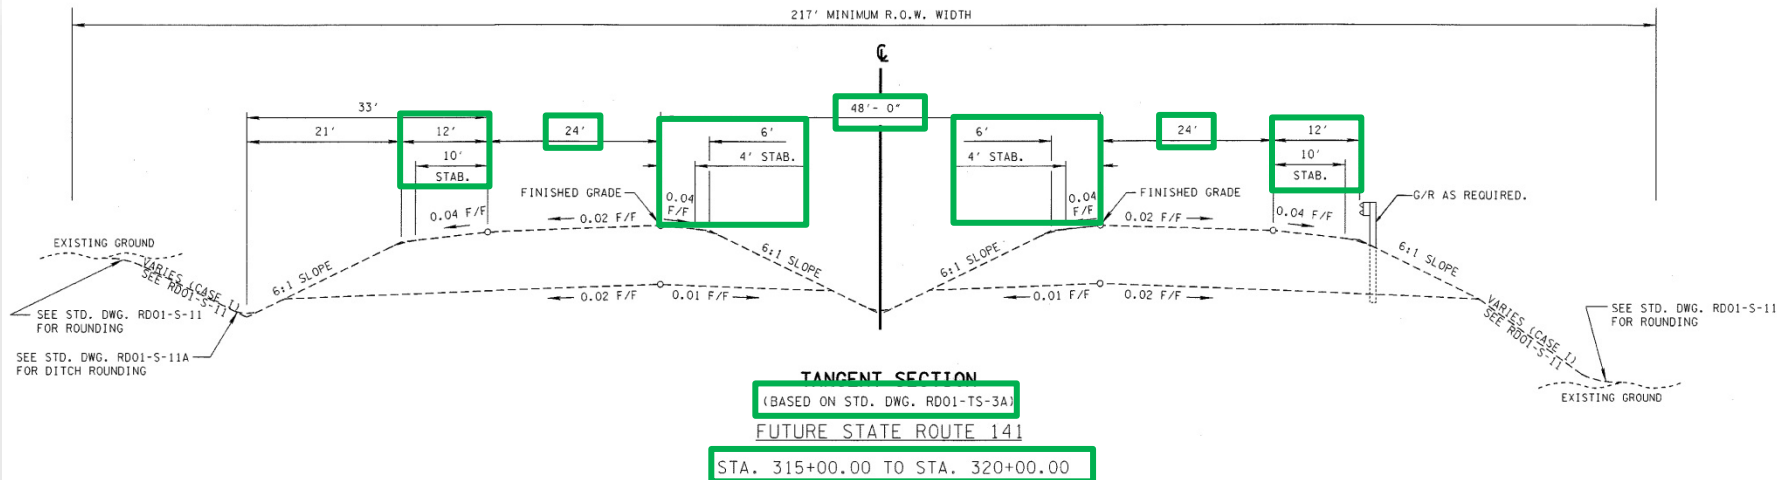 217' MINIMUM R.O.W. WIDTH
℄
33'
48'- 0"
21'
12'
24'
6'
6'
24'
12'
10'
STAB.
4' STAB.
4' STAB.
10'
STAB.
FINISHED GRADE
FINISHED GRADE
G/R AS REQUIRED.
0.04 F/F
0.02 F/F
0.04
F/F
0.04
F/F
0.02 F/F
0.04 F/F
EXISTING GROUND
VARIES (CASE I)
SEE RD01-S-11
6:1 SLOPE
6:1 SLOPE
6:1 SLOPE
6:1 SLOPE
0.02 F/F
0.01 F/F
0.01 F/F
0.02 F/F
VARIES (CASE I)
SEE RD01-S-11
SEE STD. DWG. RD01-S-11
FOR ROUNDING
SEE STD. DWG. RD01-S-11
FOR ROUNDING
SEE STD. DWG. RD01-S-11A
FOR DITCH ROUNDING
EXISTING GROUND
TANGENT SECTION
(BASED ON STD. DWG. RD01-TS-3A)
FUTURE STATE ROUTE 141
STA. 315+00.00 TO STA. 320+00.00